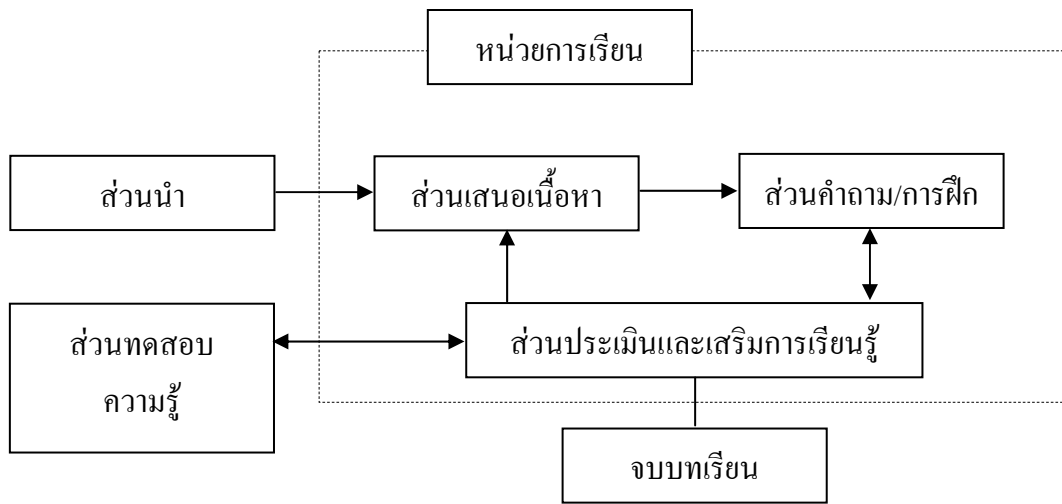 หน่วยการเรียน
ส่วนนำ
ส่วนเสนอเนื้อหา
ส่วนคำถาม/การฝึก
ส่วนทดสอบ
ความรู้
ส่วนประเมินและเสริมการเรียนรู้
จบบทเรียน